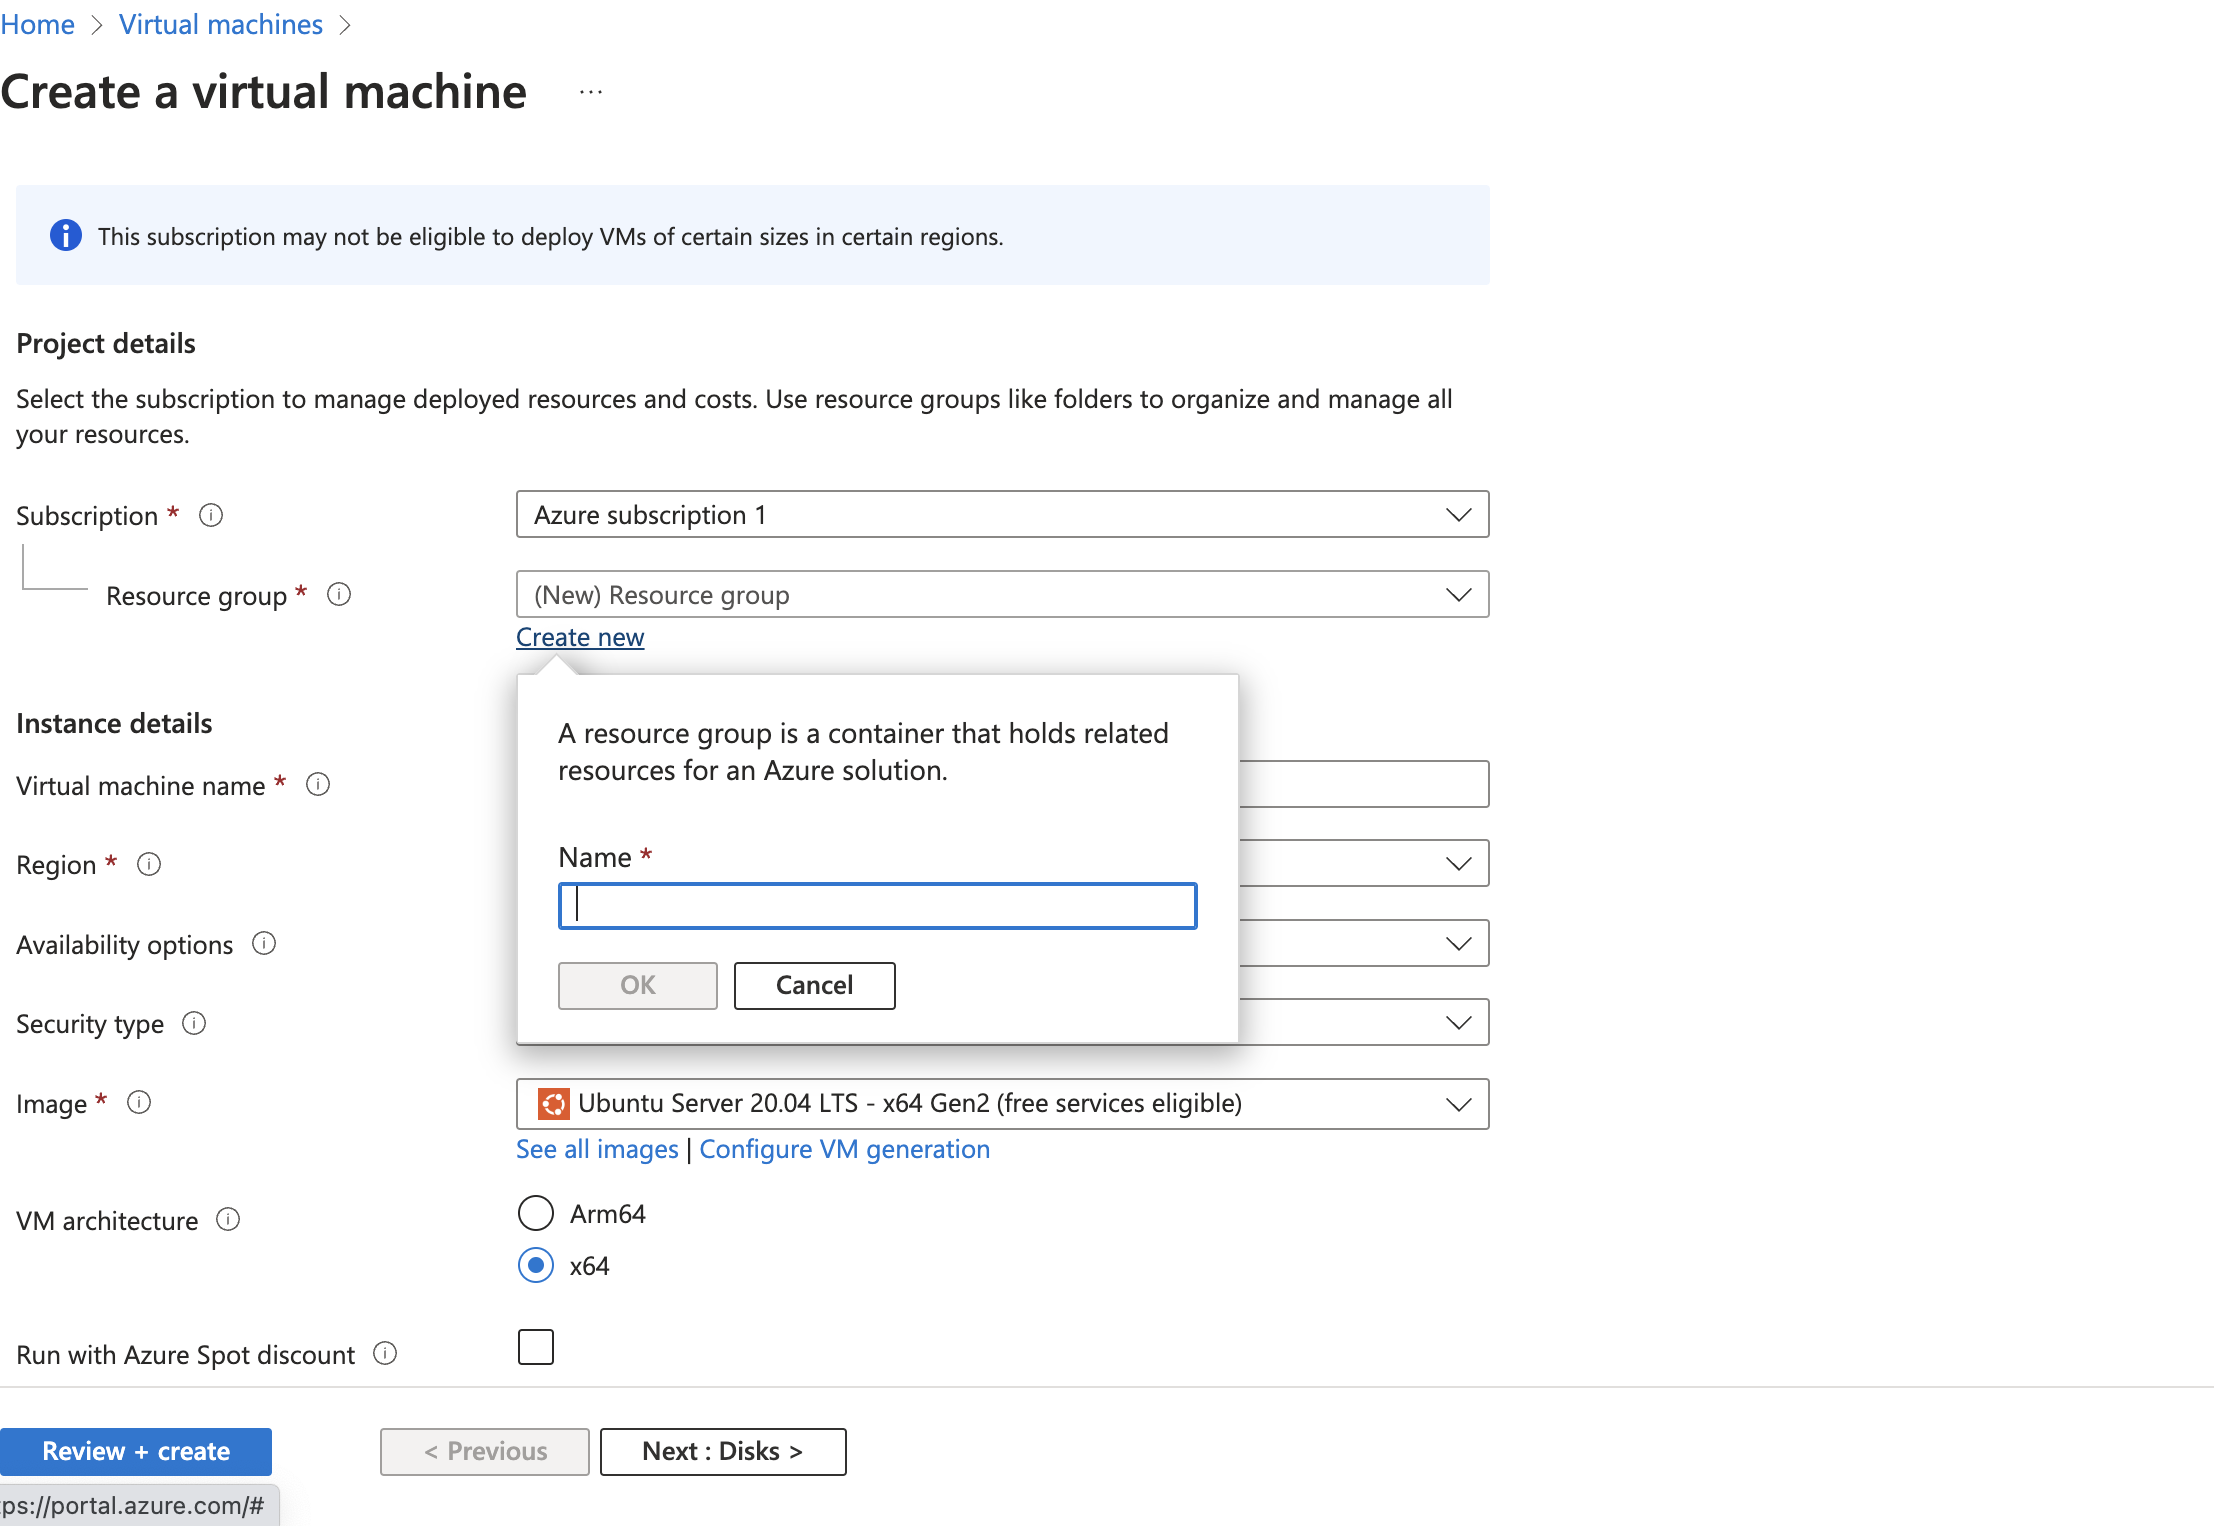 Home > Virtual machines >
Create a virtual machine ...
This subscription may not be eligible to deploy VMs of certain sizes in certain regions.
Project details
Select the subscription to manage deployed resources and costs. Use resource groups like folders to organize and manage all
your resources.
Subscription *
Azure subscription 1
Resource group *
(New) Resource group
Create new
A resource group is a container that holds related
resources for an Azure solution.
Name *
OK
Cancel
Instance details
Virtual machine name *
Region *
Availability options
Security type
Image *
Ubuntu Server 20.04 LTS - x64 Gen2 (free services eligible)
See all images | Configure VM generation
VM architecture
Arm64
x64
Run with Azure Spot discount
Review + create
< Previous
Next : Disks >
ps://portal.azure.com/#